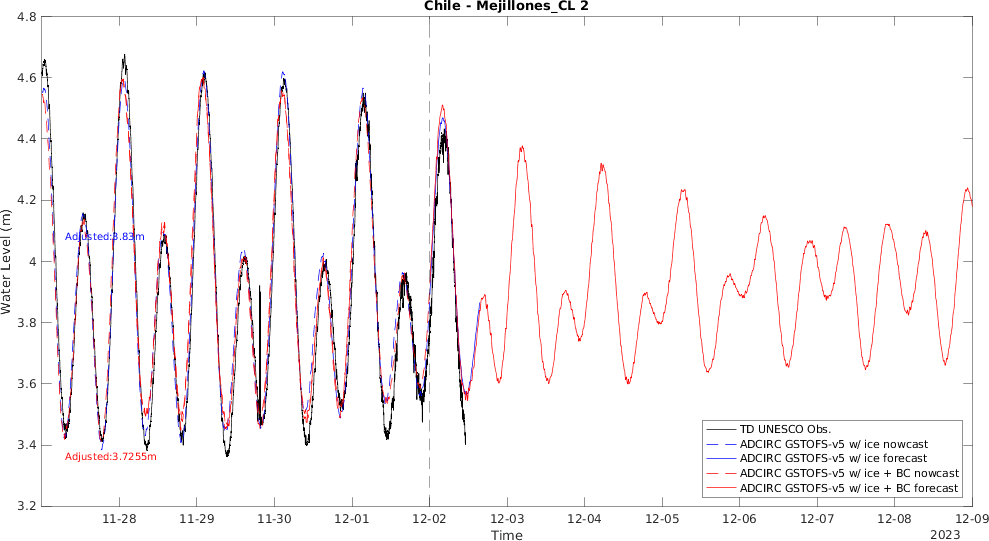 Chile - Mejillones_CL 2
Water Level (m)
4.8
4.6
4.4
4.2
4
3.8
3.6
3.4
3.2
Adjusted:3.83m
Adjusted:3.7255m
TD UNESCO Obs.
ADCIRC GSTOFS-v5 w/ ice nowcast
ADCIRC GSTOFS-v5 w/ ice forecast
ADCIRC GSTOFS-v5 w/ ice + BC nowcast
ADCIRC GSTOFS-v5 w/ ice + BC forecast
11-28 11-29 11-30 12-01 12-02 12-03 12-04 12-05 12-06 12-07 12-08 12-09
Time
2023